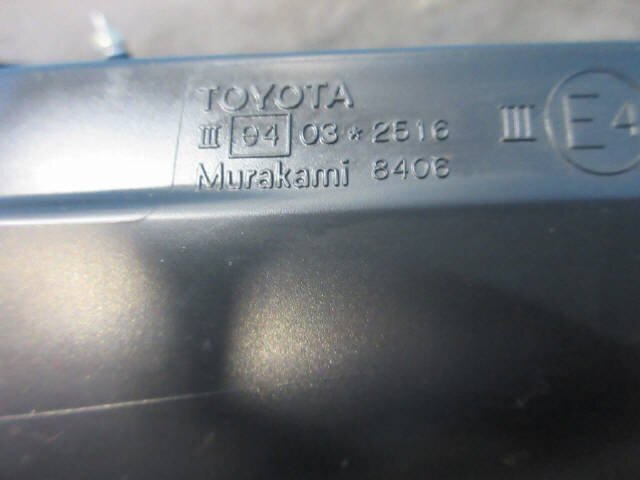 TOYOTA
III 94 03*2516
Murakami 8406
III E4